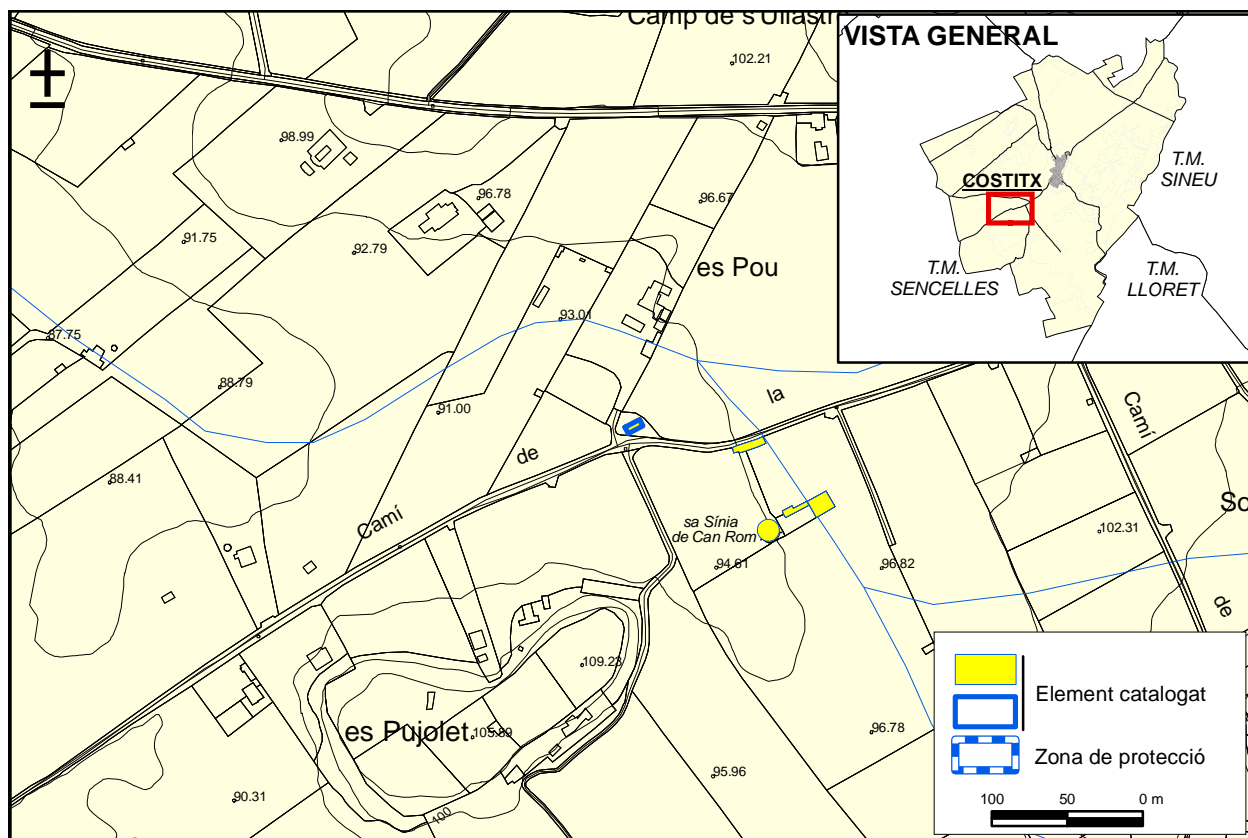 Camp de s'Ullastr
102.21
98.99
96.78
96.67
91.75
92.79
es Pou
93.01
87.75
88.79
91.00
la
de
Camí
88.41
Camí
de
sa Sínia
de Can Rom
94.61
96.82
102.31
So
109.23
es Pujolet
105.89
96.78
95.96
90.31
100
VISTA GENERAL
COSTITX
T.M.
SINEU
T.M.
SENCELLES
T.M.
LLORET
Element catalogat
Zona de protecció
100 50 0 m